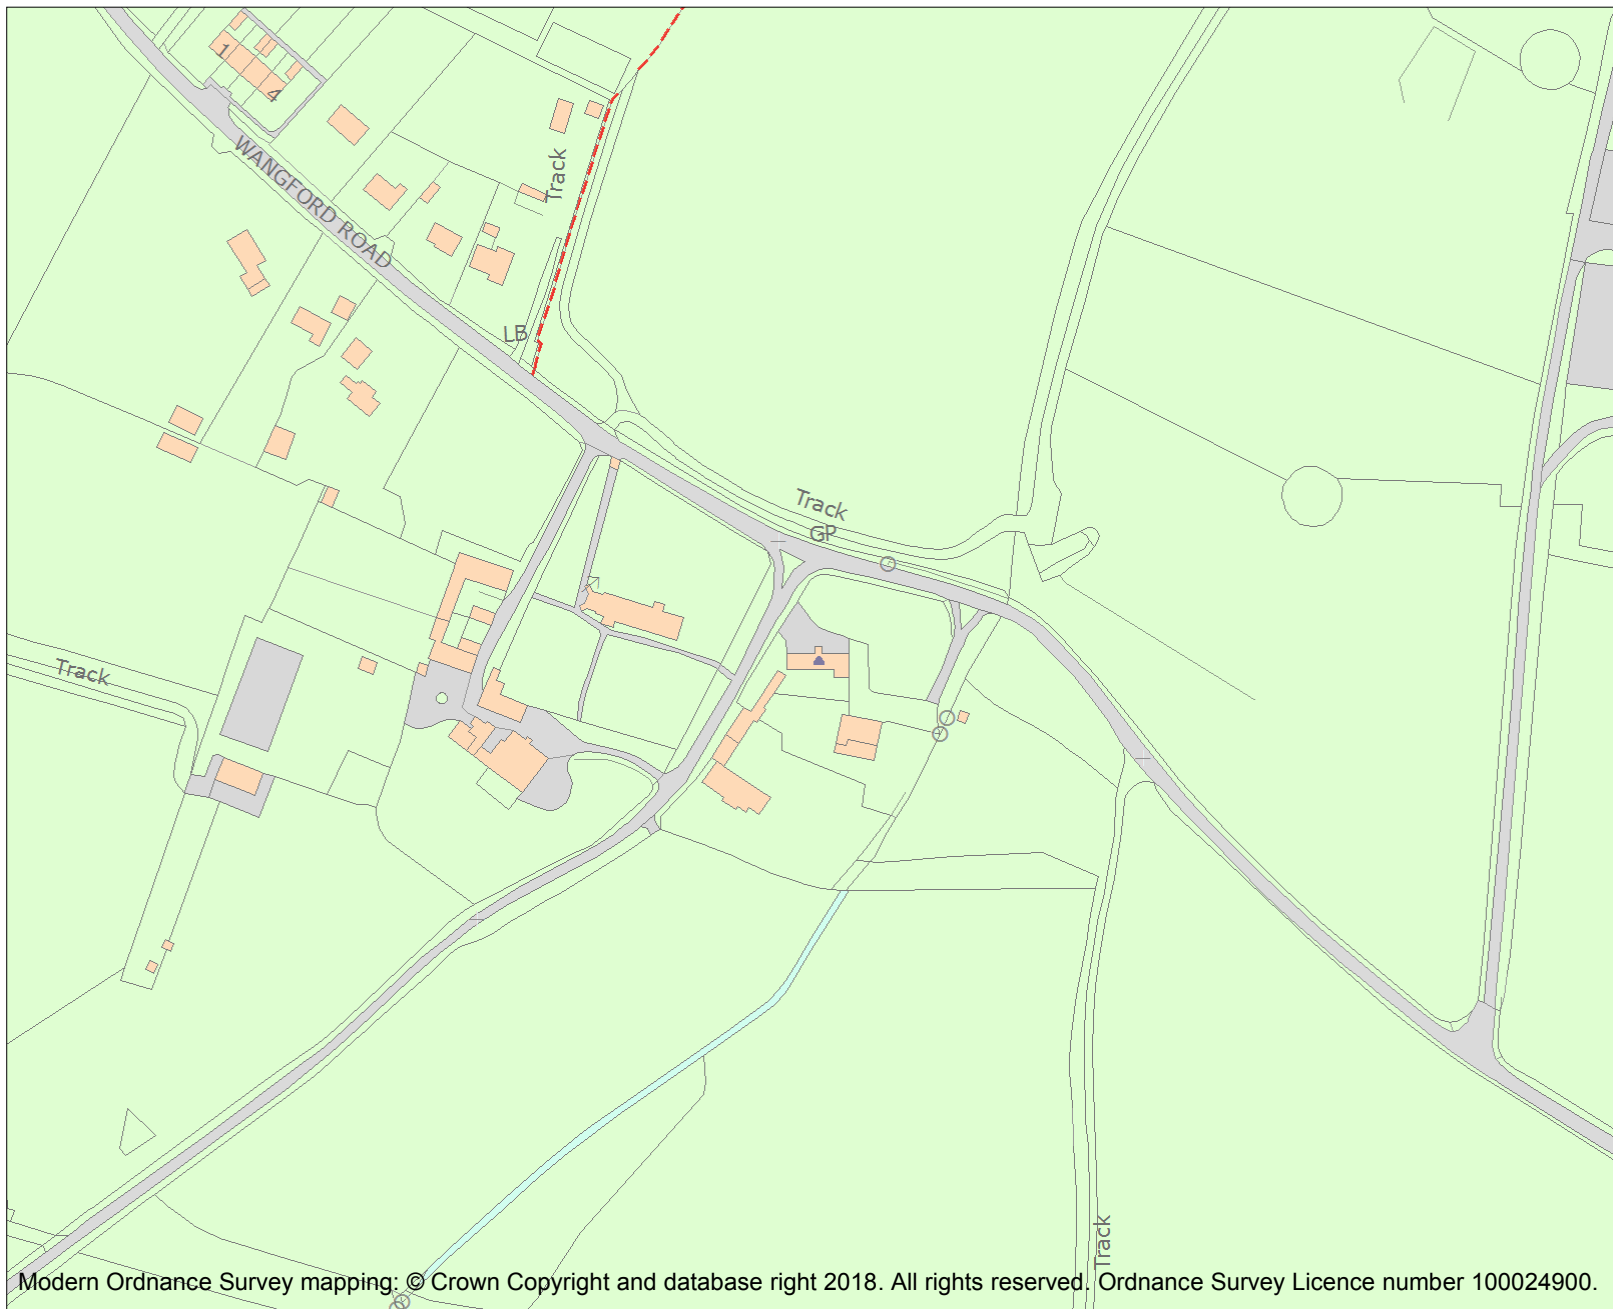 1
4
WANGFORD ROAD
Track
LB
Track
GP
Track
Track
Modern Ordnance Survey mapping: © Crown Copyright and database right 2018. All rights reserved. Ordnance Survey Licence number 100024900.